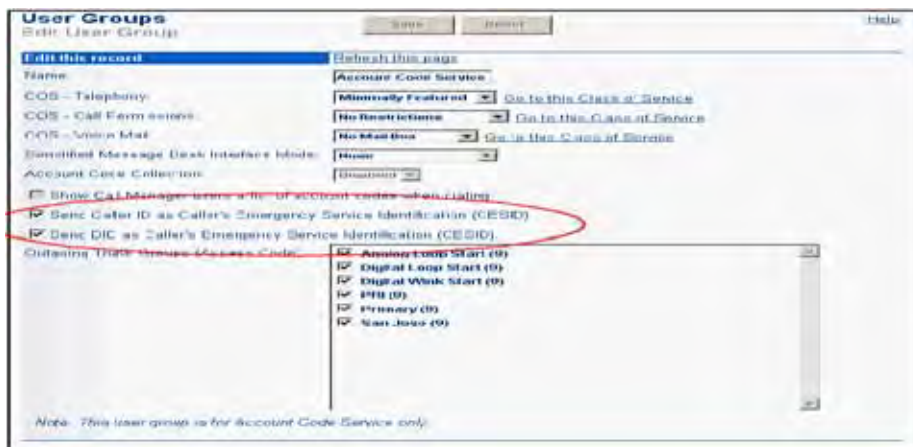 User Groups
Edit User Group
Save Reset
Help
Edit this record
Refresh this page
Name: Account Code Service
COS - Telephony: Minimally Featured Go to this Class of Service
COS - Call Permissions: No Restrictions Go to this Class of Service
COS - Voice Mail: No Mailbox Go to this Class of Service
Simplified Message Desk Interface Mode: None
Account Code Collection: Disabled
Show Call Manager users a list of account codes when dialing
Send Caller ID as Caller's Emergency Service Identification (CESID)
Send DID as Caller's Emergency Service Identification (CESID)
Outgoing Trunk Groups (Access Code):
Analog Loop Start (9)
Digital Loop Start (9)
Digital Wink Start (9)
PRI (9)
Primary (9)
San Jose (9)
Note: This user group is for Account Code Service only.